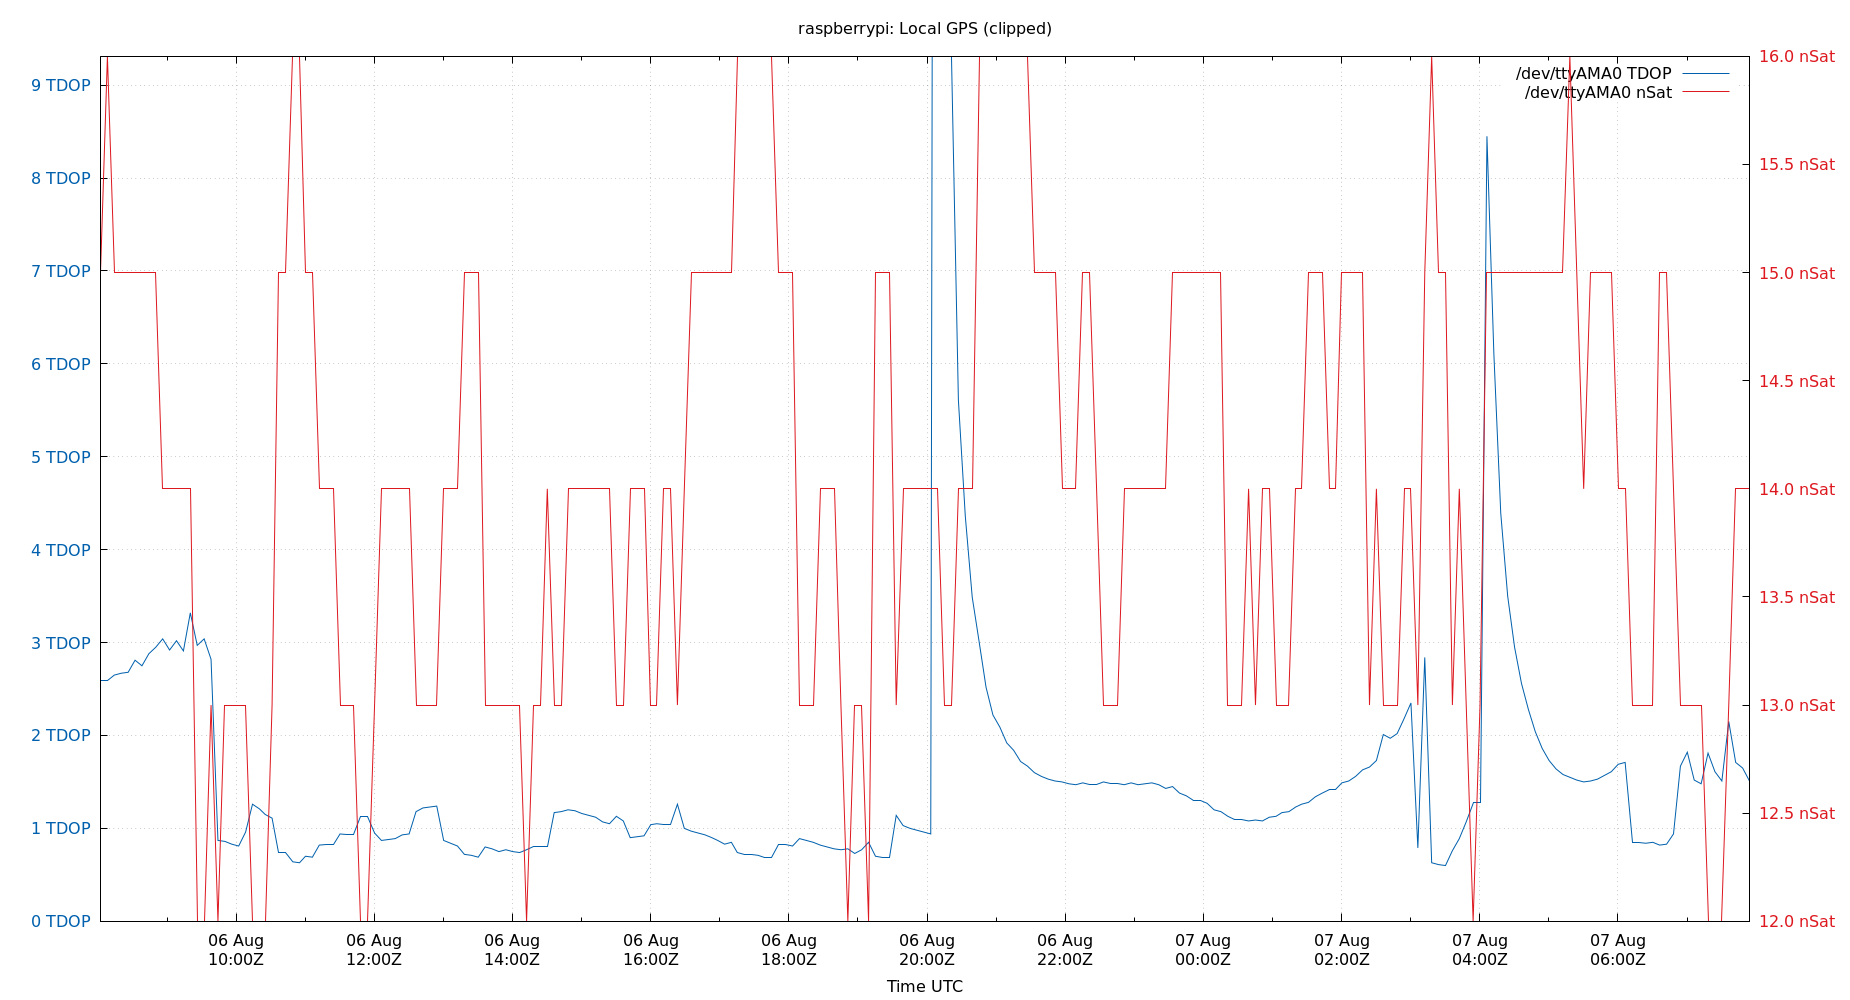 raspberrypi: Local GPS (clipped)
/dev/ttyAMA0 TDOP
/dev/ttyAMA0 nSat
9 TDOP
8 TDOP
7 TDOP
6 TDOP
5 TDOP
4 TDOP
3 TDOP
2 TDOP
1 TDOP
0 TDOP
16.0 nSat
15.5 nSat
15.0 nSat
14.5 nSat
14.0 nSat
13.5 nSat
13.0 nSat
12.5 nSat
12.0 nSat
06 Aug
10:00Z
06 Aug
12:00Z
06 Aug
14:00Z
06 Aug
16:00Z
06 Aug
18:00Z
06 Aug
20:00Z
06 Aug
22:00Z
07 Aug
00:00Z
07 Aug
02:00Z
07 Aug
04:00Z
07 Aug
06:00Z
Time UTC